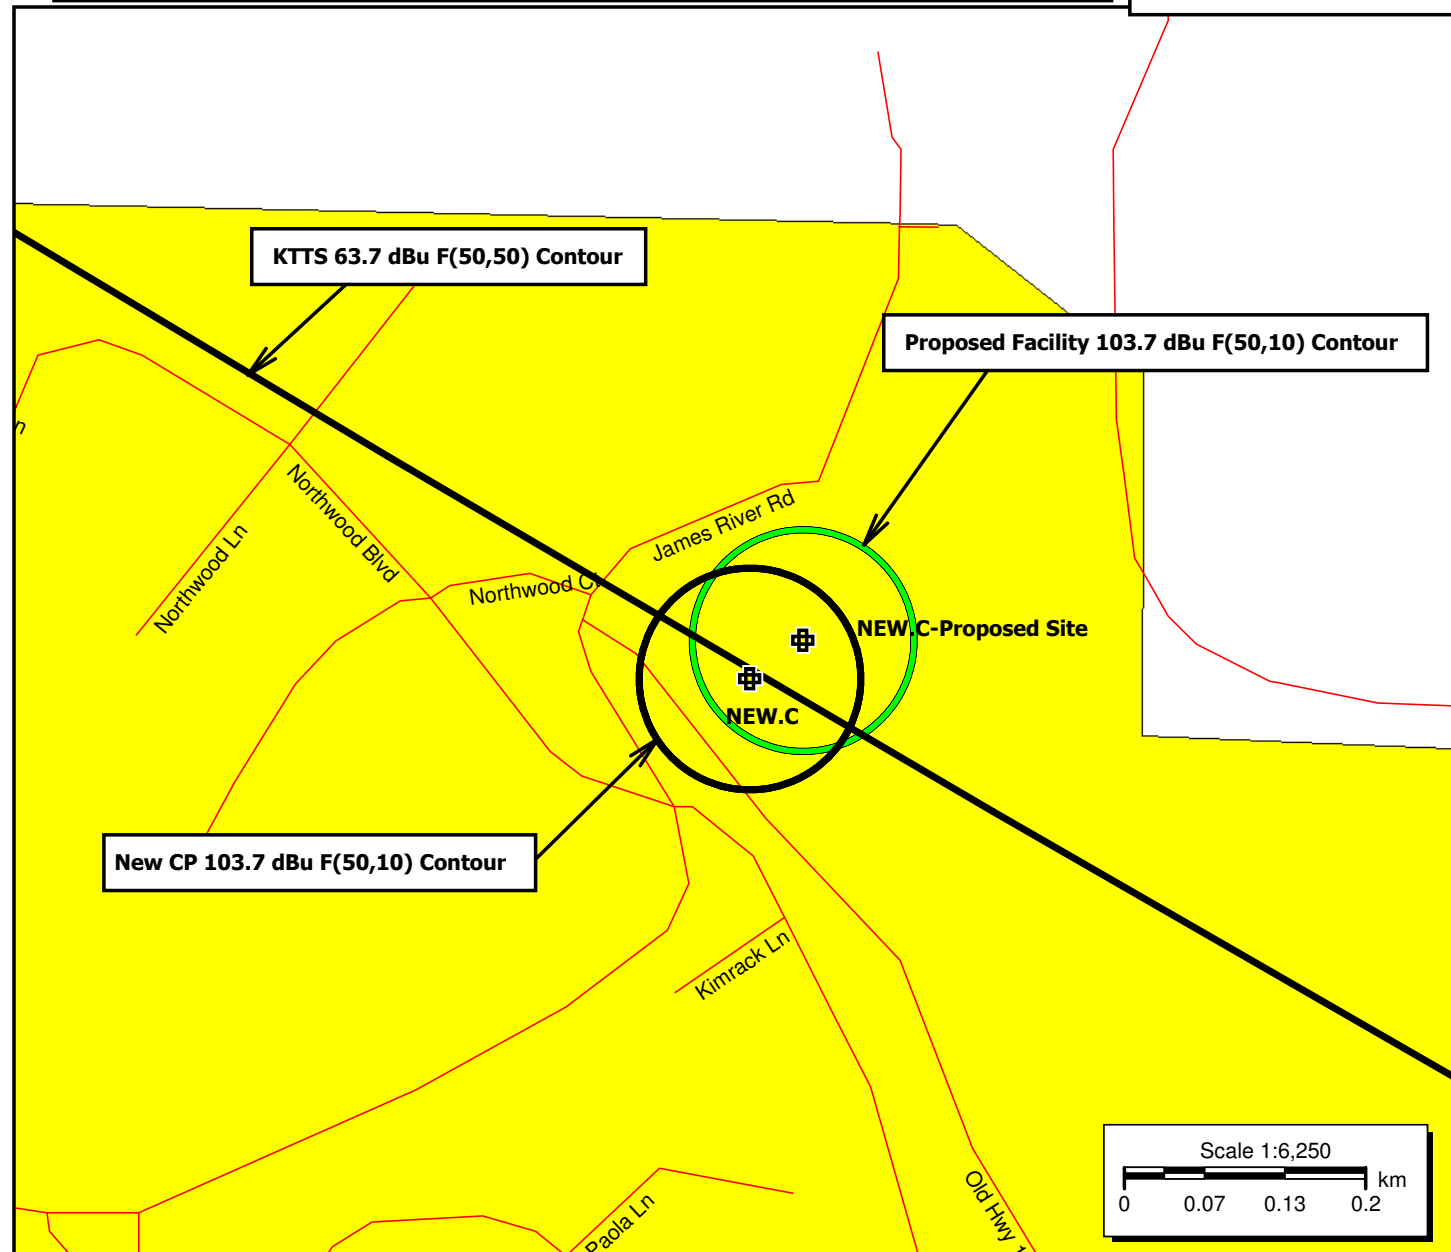 KTTS 63.7 dBu F(50,50) Contour
Proposed Facility 103.7 dBu F(50,10) Contour
Northwood Ln
Northwood Blvd
James River Rd
Northwood Ct
NEW.C-Proposed Site
NEW.C
New CP 103.7 dBu F(50,10) Contour
Kimrack Ln
Paola Ln
Old Hwy
Scale 1:6,250
km
0 0.07 0.13 0.2